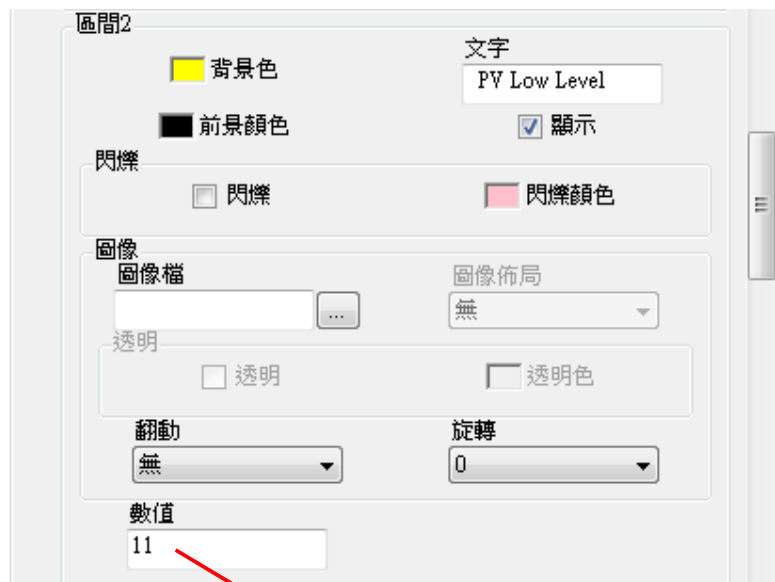 區間2
背景色
文字
PV Low Level
前景顏色
顯示
閃爍
閃爍
閃爍顏色
圖像
圖像檔
圖像佈局
...
無
透明
透明
透明色
翻動
旋轉
無
0
數值
11